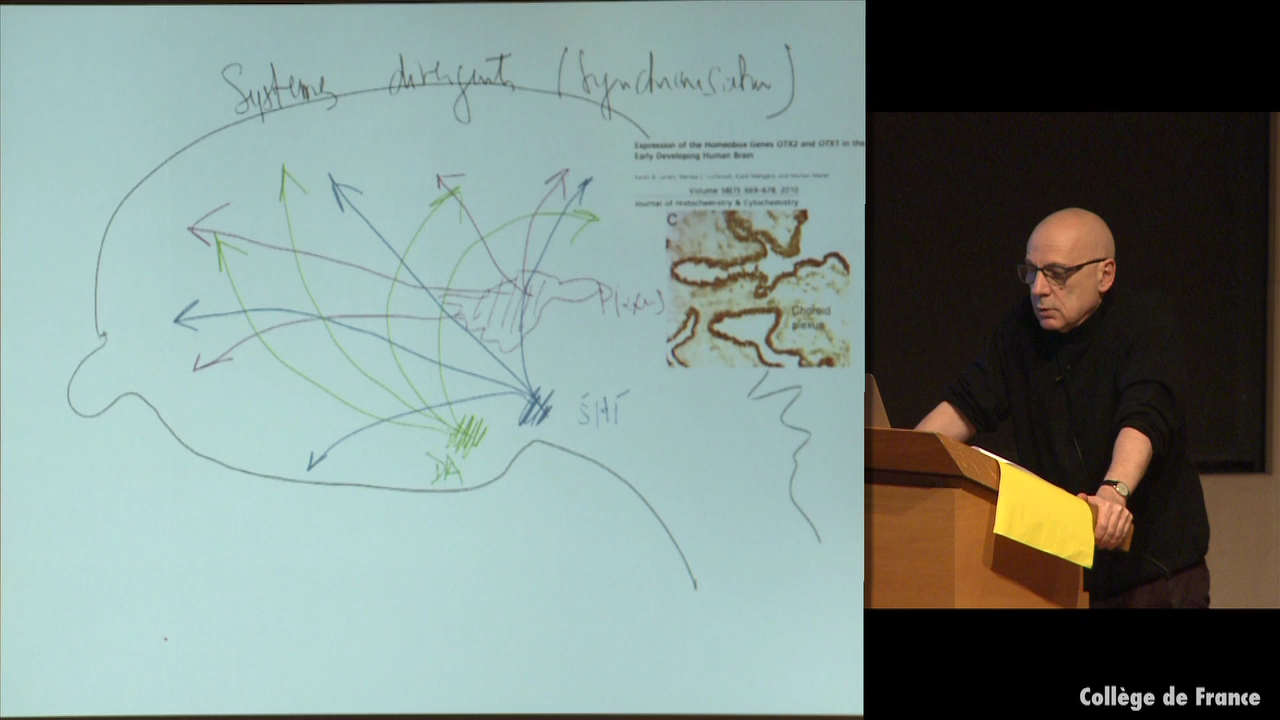 Systèmes divergents (Synchronisation)
Expression of the Homeobox Genes OTX2 and OTX1 in the
Early Developing Human Brain
Volume 58(7): 669–678, 2010
Journal of Histochemistry & Cytochemistry
C
Choroid
plexus
Plexus
5HT
DA
Collège de France